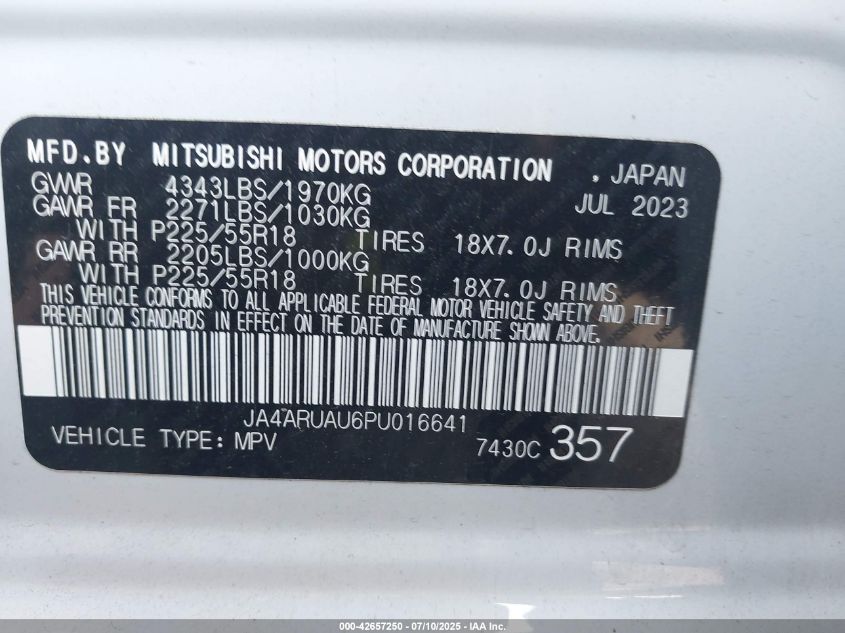 MFD.BY MITSUBISHI MOTORS CORPORATION , JAPAN
GVWR 4343LBS/1970KG JUL 2023
GAWR FR 2271LBS/1030KG
WITH P225/55R18 TIRES 18X7.0J RIMS
GAWR RR 2205LBS/1000KG
WITH P225/55R18 TIRES 18X7.0J RIMS
THIS VEHICLE CONFORMS TO ALL APPLICABLE FEDERAL MOTOR VEHICLE SAFETY AND THEFT
PREVENTION STANDARDS IN EFFECT ON THE DATE OF MANUFACTURE SHOWN ABOVE.
JA4ARUAU6PU016641
VEHICLE TYPE: MPV 7430C 357
000-42657250 - 07/10/2025 - IAA Inc.